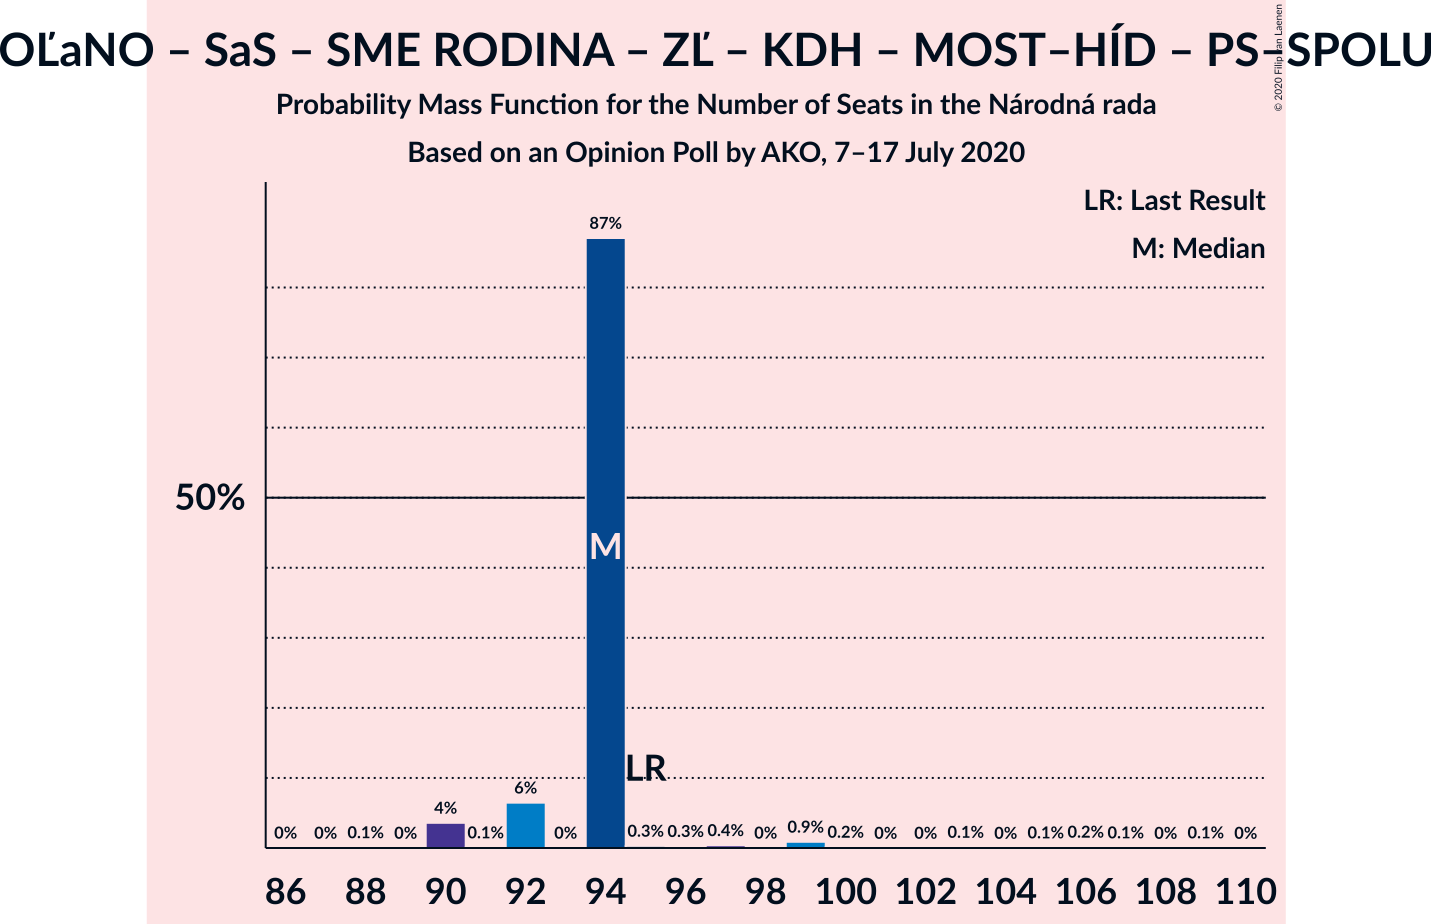 OĽaNO – SaS – SME RODINA – ZĽ – KDH – MOST–HÍD – PS–SPOLU
© 2020 Filip van Laenen
Probability Mass Function for the Number of Seats in the Národná rada
Based on an Opinion Poll by AKO, 7–17 July 2020
LR: Last Result
M: Median
87%
50%
M
LR
0% 0% 0.1% 0% 4% 0.1% 6% 0% 0.3% 0.3% 0.4% 0% 0.9% 0.2% 0% 0% 0.1% 0% 0.1% 0.2% 0.1% 0% 0.1% 0%
86 88 90 92 94 96 98 100 102 104 106 108 110